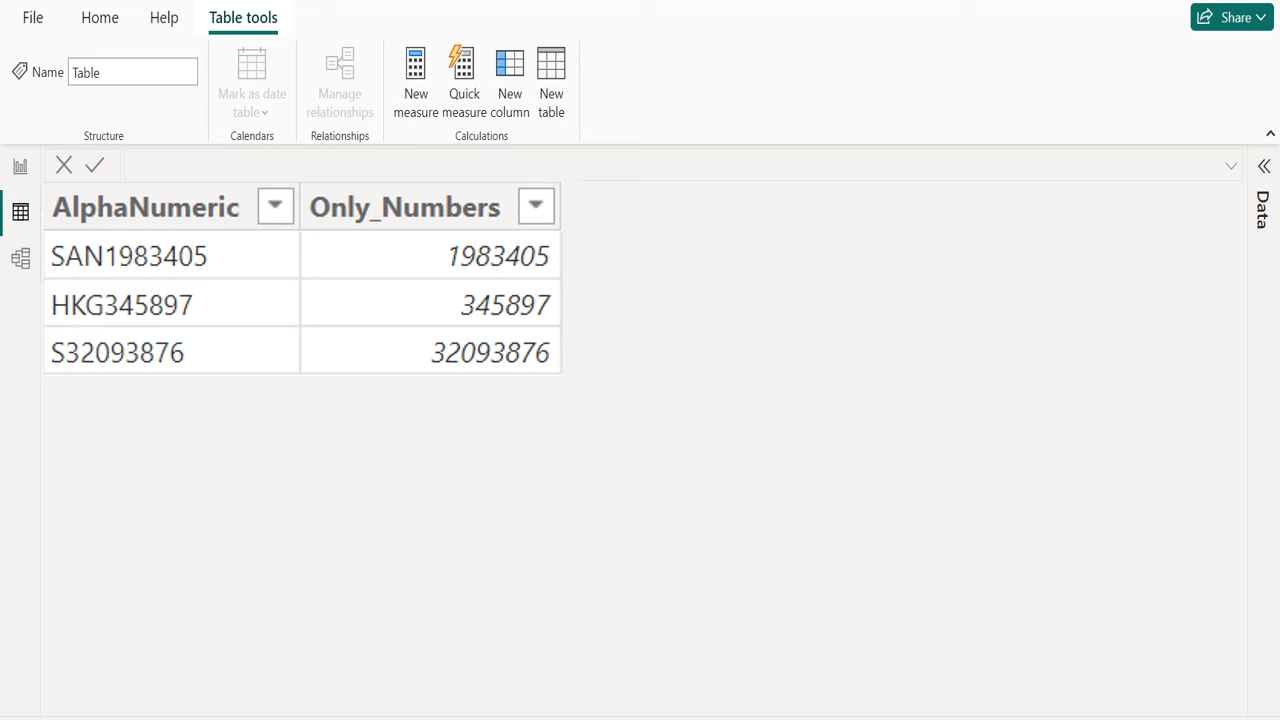 File Home Help Table tools Share
Name Table
Mark as date table
Manage relationships
New measure
Quick measure
New column
New table
Structure Calendars Relationships Calculations
AlphaNumeric Only_Numbers
SAN1983405 1983405
HKG345897 345897
S32093876 32093876
Data